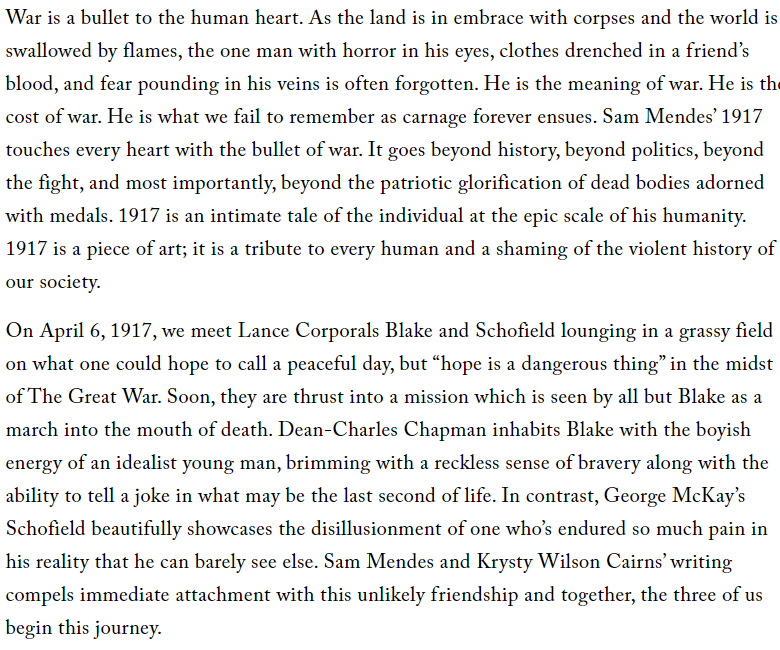 War is a bullet to the human heart. As the land is in embrace with corpses and the world is
swallowed by flames, the one man with horror in his eyes, clothes drenched in a friend’s
blood, and fear pounding in his veins is often forgotten. He is the meaning of war. He is the
cost of war. He is what we fail to remember as carnage forever ensues. Sam Mendes’ 1917
touches every heart with the bullet of war. It goes beyond history, beyond politics, beyond
the fight, and most importantly, beyond the patriotic glorification of dead bodies adorned
with medals. 1917 is an intimate tale of the individual at the epic scale of his humanity.
1917 is a piece of art; it is a tribute to every human and a shaming of the violent history of
our society.
On April 6, 1917, we meet Lance Corporals Blake and Schofield lounging in a grassy field
on what one could hope to call a peaceful day, but “hope is a dangerous thing” in the midst
of The Great War. Soon, they are thrust into a mission which is seen by all but Blake as a
march into the mouth of death. Dean-Charles Chapman inhabits Blake with the boyish
energy of an idealist young man, brimming with a reckless sense of bravery along with the
ability to tell a joke in what may be the last second of life. In contrast, George McKay’s
Schofield beautifully showcases the disillusionment of one who’s endured so much pain in
his reality that he can barely see else. Sam Mendes and Krysty Wilson Cairns’ writing
compels immediate attachment with this unlikely friendship and together, the three of us
begin this journey.